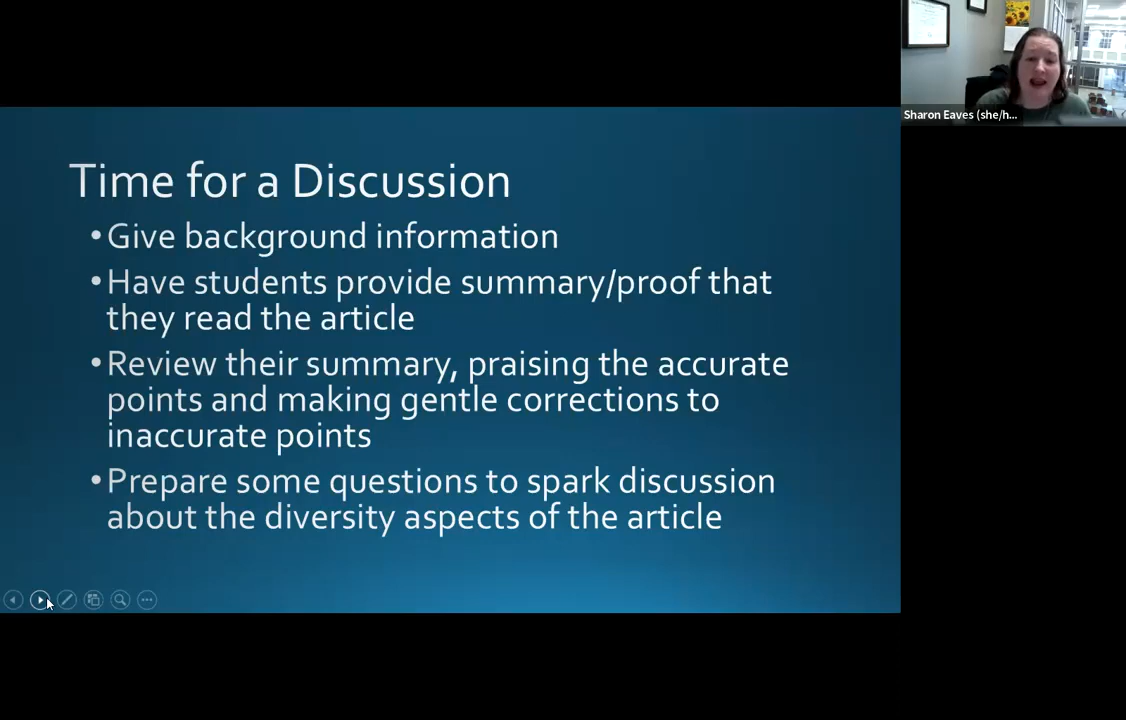 Time for a Discussion
•Give background information
•Have students provide summary/proof that
they read the article
•Review their summary, praising the accurate
points and making gentle corrections to
inaccurate points
•Prepare some questions to spark discussion
about the diversity aspects of the article
Sharon Eaves (she/h...